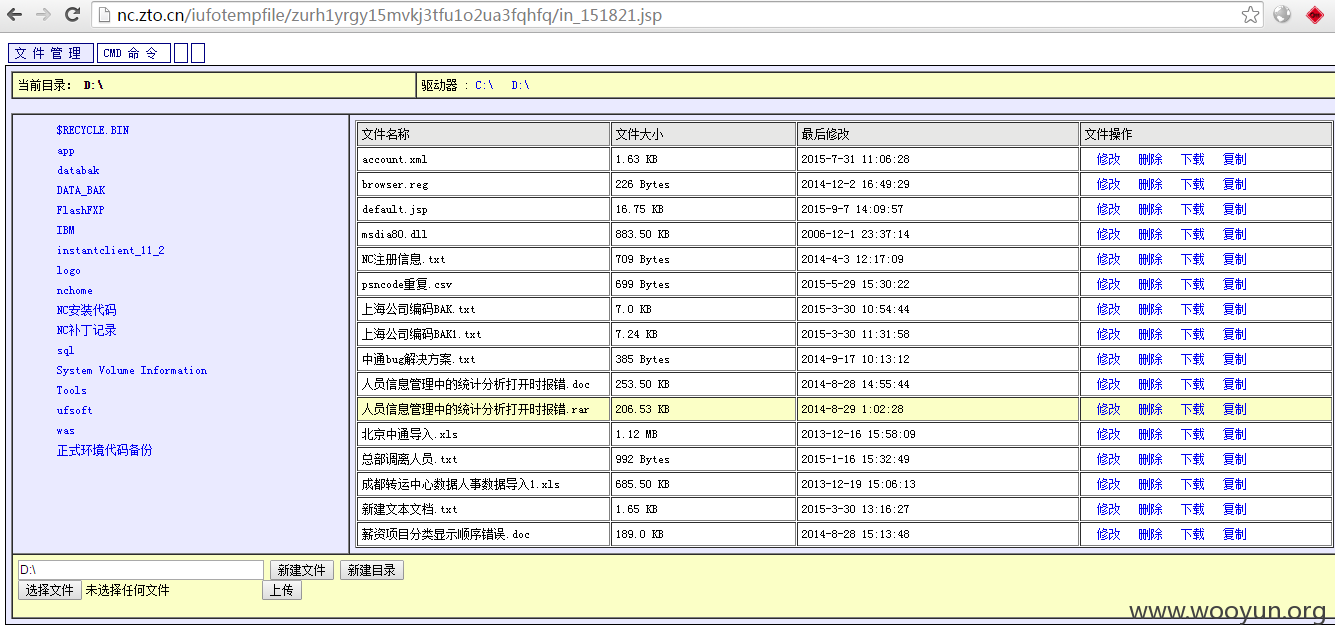 nc.zto.cn/iufotempfile/zurh1yrgy15mvkj3tfu1o2ua3fqhfq/in_151821.jsp
文件管理 CMD 命令
当前目录: D:\ 驱动器 : C:\ D:\
$RECYCLE.BIN
app
databak
DATA_BAK
FlashFXP
IBM
instantclient_11_2
logo
nchome
NC安装代码
NC补丁记录
sql
System Volume Information
Tools
ufsoft
was
正式环境代码备份
文件名称 文件大小 最后修改 文件操作
account.xml 1.63 KB 2015-7-31 11:06:28 修改 删除 下载 复制
browser.reg 226 Bytes 2014-12-2 16:49:29 修改 删除 下载 复制
default.jsp 16.75 KB 2015-9-7 14:09:57 修改 删除 下载 复制
msdia80.dll 883.50 KB 2006-12-1 23:37:14 修改 删除 下载 复制
NC注册信息.txt 709 Bytes 2014-4-3 12:17:09 修改 删除 下载 复制
psncode重复.csv 699 Bytes 2015-5-29 15:30:22 修改 删除 下载 复制
上海公司编码BAK.txt 7.0 KB 2015-3-30 10:54:44 修改 删除 下载 复制
上海公司编码BAK1.txt 7.24 KB 2015-3-30 11:31:58 修改 删除 下载 复制
中通bug解决方案.txt 385 Bytes 2014-9-17 10:13:12 修改 删除 下载 复制
人员信息管理中的统计分析打开时报错.doc 253.50 KB 2014-8-28 14:55:44 修改 删除 下载 复制
人员信息管理中的统计分析打开时报错.rar 206.53 KB 2014-8-29 1:02:28 修改 删除 下载 复制
北京中通导入.xls 1.12 MB 2013-12-16 15:58:09 修改 删除 下载 复制
总部调离人员.txt 992 Bytes 2015-1-16 15:32:49 修改 删除 下载 复制
成都转运中心数据人事数据导入1.xls 685.50 KB 2013-12-19 15:06:13 修改 删除 下载 复制
新建文本文档.txt 1.65 KB 2015-3-30 13:16:27 修改 删除 下载 复制
薪资项目分类显示顺序错误.doc 189.0 KB 2014-8-28 15:13:48 修改 删除 下载 复制
D:\ 新建文件 新建目录
选择文件 未选择任何文件 上传
www.wooyun.org